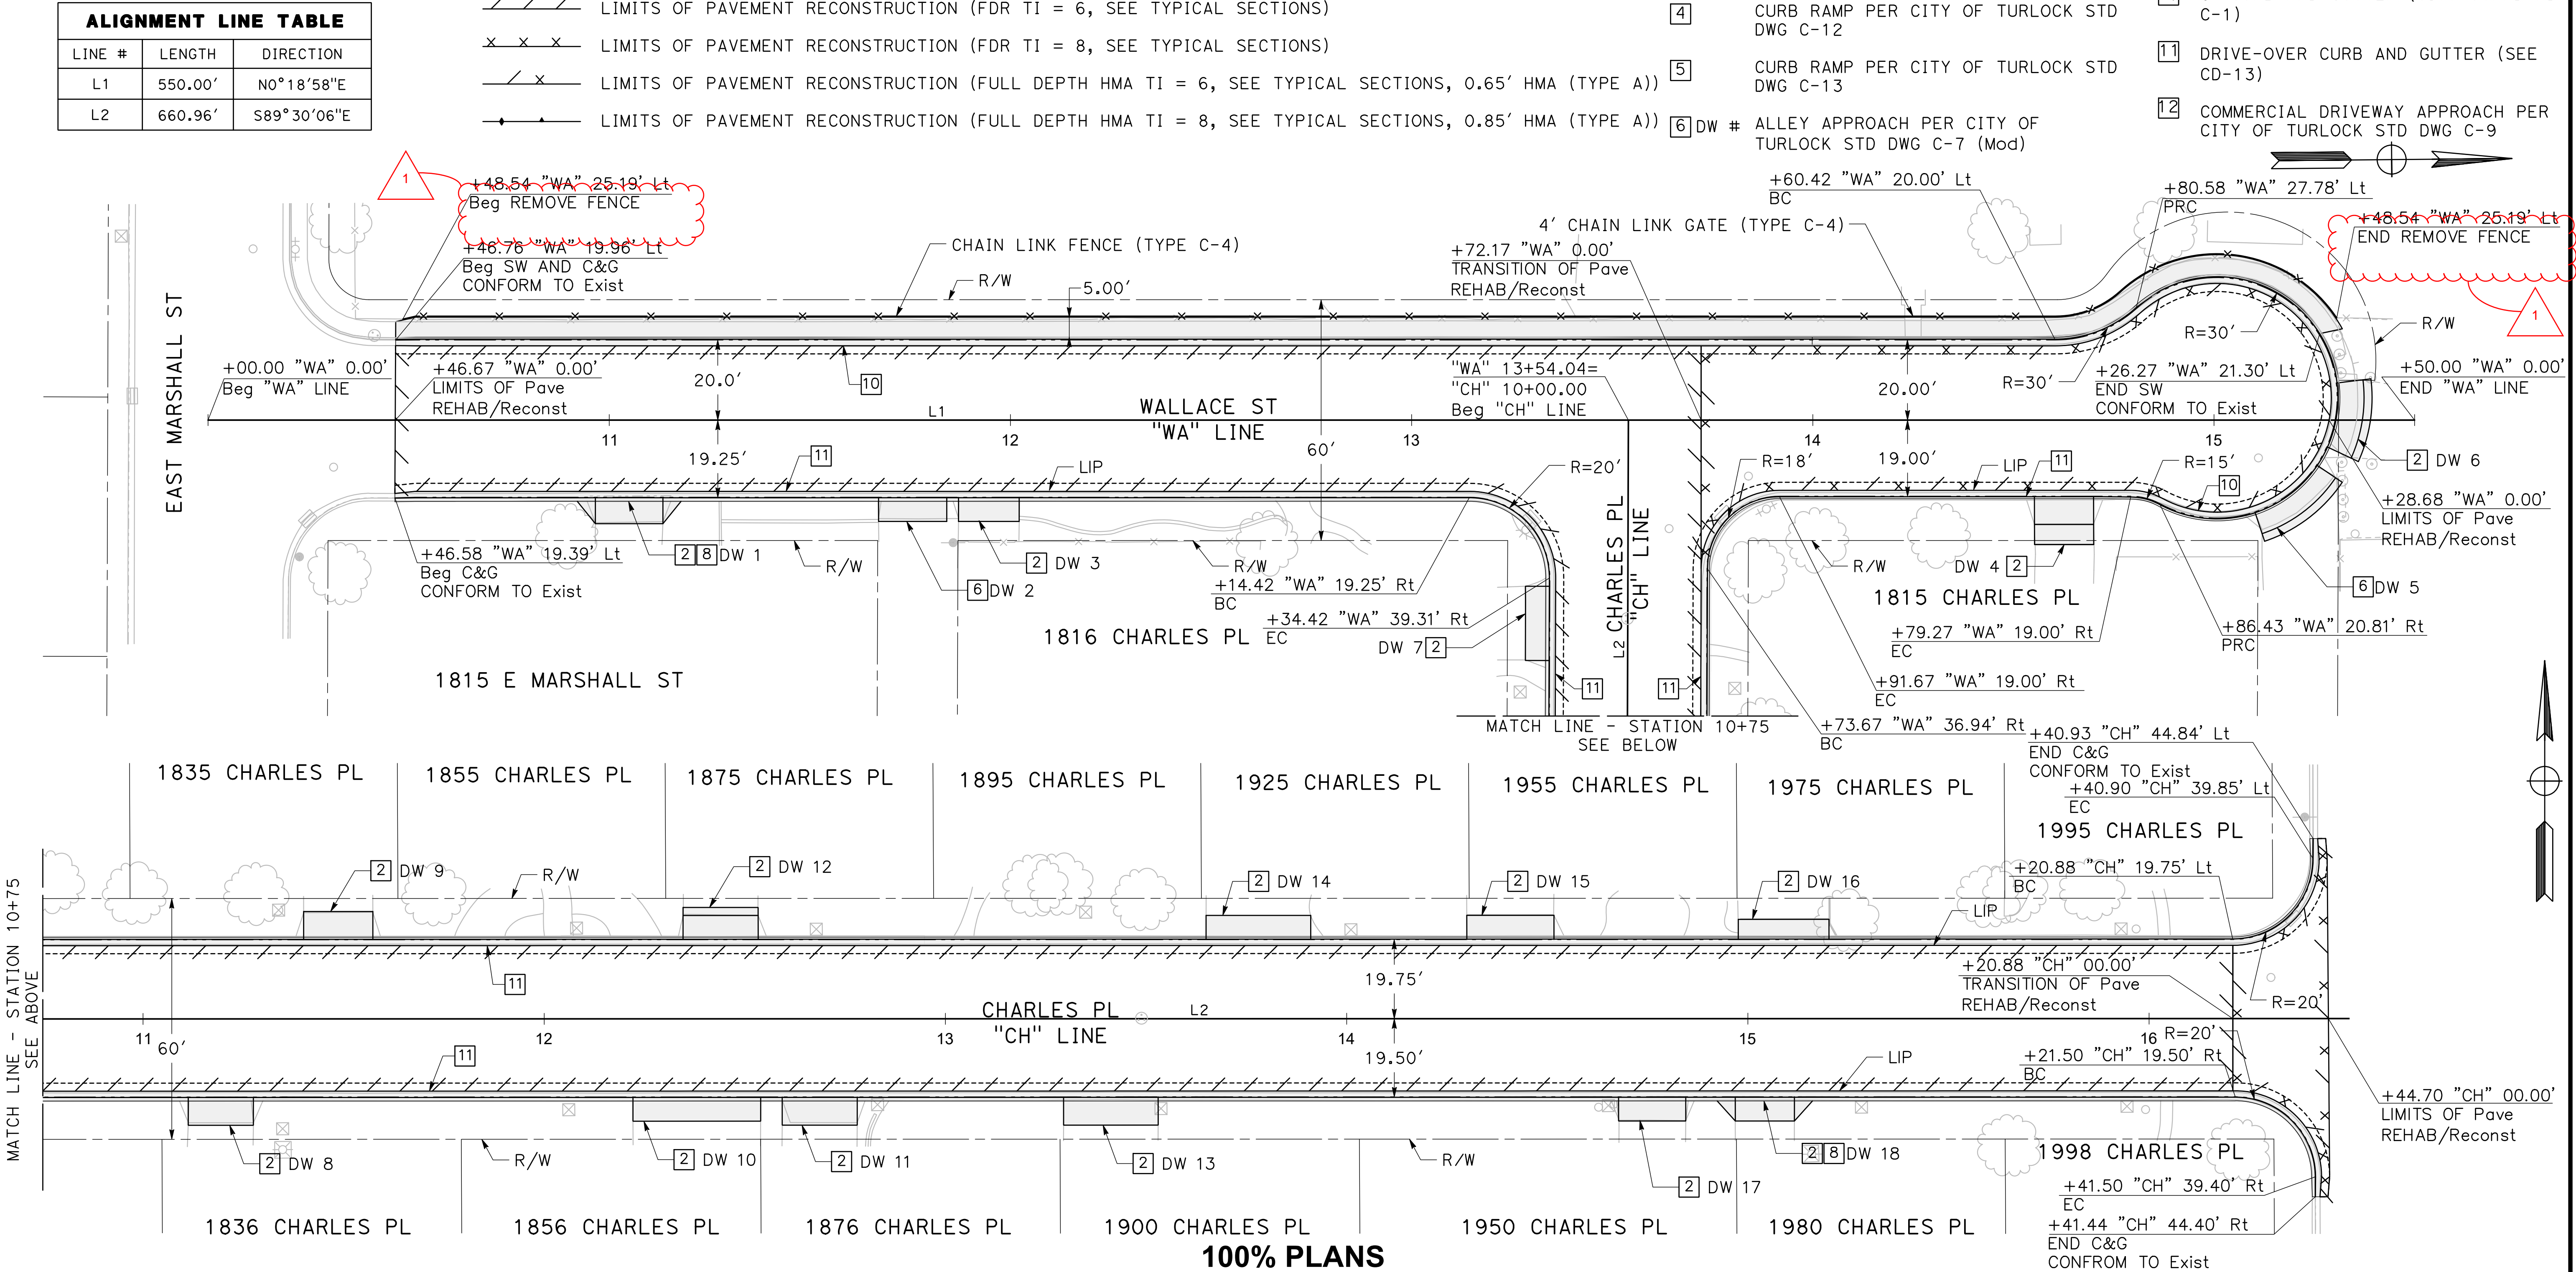 ALIGNMENT LINE TABLE
LINE # LENGTH DIRECTION
L1 550.00' N0°18'58"E
L2 660.96' S89°30'06"E
LIMITS OF PAVEMENT RECONSTRUCTION (FDR TI = 6, SEE TYPICAL SECTIONS)
LIMITS OF PAVEMENT RECONSTRUCTION (FDR TI = 8, SEE TYPICAL SECTIONS)
LIMITS OF PAVEMENT RECONSTRUCTION (FULL DEPTH HMA TI = 6, SEE TYPICAL SECTIONS, 0.65' HMA (TYPE A))
LIMITS OF PAVEMENT RECONSTRUCTION (FULL DEPTH HMA TI = 8, SEE TYPICAL SECTIONS, 0.85' HMA (TYPE A))
4 CURB RAMP PER CITY OF TURLOCK STD
DWG C-12
5 CURB RAMP PER CITY OF TURLOCK STD
DWG C-13
6 DW # ALLEY APPROACH PER CITY OF
TURLOCK STD DWG C-7 (Mod)
C-1)
11 DRIVE-OVER CURB AND GUTTER (SEE
CD-13)
12 COMMERCIAL DRIVEWAY APPROACH PER
CITY OF TURLOCK STD DWG C-9
1
+48.54 "WA" 25.19' Lt
Beg REMOVE FENCE
+46.76 "WA" 19.96' Lt
Beg SW AND C&G
CONFORM TO Exist
CHAIN LINK FENCE (TYPE C-4)
R/W
5.00'
4' CHAIN LINK GATE (TYPE C-4)
+72.17 "WA" 0.00'
TRANSITION OF Pave
REHAB/Reconst
+60.42 "WA" 20.00' Lt
BC
+80.58 "WA" 27.78' Lt
PRC
+48.54 "WA" 25.19' Lt
END REMOVE FENCE
1
R/W
R=30'
R=30'
EAST MARSHALL ST
+00.00 "WA" 0.00'
Beg "WA" LINE
+46.67 "WA" 0.00'
LIMITS OF Pave
REHAB/Reconst
20.0'
10
L1
WALLACE ST
"WA" LINE
60'
"WA" 13+54.04=
"CH" 10+00.00
Beg "CH" LINE
20.00'
+26.27 "WA" 21.30' Lt
END SW
CONFORM TO Exist
+50.00 "WA" 0.00'
END "WA" LINE
11 12 13 14 15
19.25'
11
LIP
R=20'
R=18'
19.00'
LIP
11
R=15'
10
2 DW 6
+28.68 "WA" 0.00'
LIMITS OF Pave
REHAB/Reconst
+46.58 "WA" 19.39' Lt
Beg C&G
CONFORM TO Exist
2 8 DW 1
R/W
6 DW 2
2 DW 3
R/W
+14.42 "WA" 19.25' Rt
BC
+34.42 "WA" 39.31' Rt
EC
DW 7 2
L2 CHARLES PL
"CH" LINE
R/W
DW 4 2
6 DW 5
1815 CHARLES PL
1816 CHARLES PL
1815 E MARSHALL ST
+79.27 "WA" 19.00' Rt
EC
+86.43 "WA" 20.81' Rt
PRC
+91.67 "WA" 19.00' Rt
EC
11
11
MATCH LINE - STATION 10+75
SEE BELOW
+73.67 "WA" 36.94' Rt
BC
+40.93 "CH" 44.84' Lt
END C&G
CONFORM TO Exist
+40.90 "CH" 39.85' Lt
EC
1835 CHARLES PL
1855 CHARLES PL
1875 CHARLES PL
1895 CHARLES PL
1925 CHARLES PL
1955 CHARLES PL
1975 CHARLES PL
1995 CHARLES PL
MATCH LINE - STATION 10+75
SEE ABOVE
2 DW 9
R/W
2 DW 12
2 DW 14
2 DW 15
2 DW 16
+20.88 "CH" 19.75' Lt
BC
LIP
11
19.75'
+20.88 "CH" 00.00'
TRANSITION OF Pave
REHAB/Reconst
R=20'
CHARLES PL
"CH" LINE
L2
11 12 13 14 15 16
60'
11
19.50'
LIP
R=20'
+21.50 "CH" 19.50' Rt
BC
+44.70 "CH" 00.00'
LIMITS OF Pave
REHAB/Reconst
2 DW 8
R/W
2 DW 10
2 DW 11
2 DW 13
R/W
2 DW 17
2 8 DW 18
1998 CHARLES PL
+41.50 "CH" 39.40' Rt
EC
+41.44 "CH" 44.40' Rt
END C&G
CONFROM TO Exist
1836 CHARLES PL
1856 CHARLES PL
1876 CHARLES PL
1900 CHARLES PL
1950 CHARLES PL
1980 CHARLES PL
100% PLANS